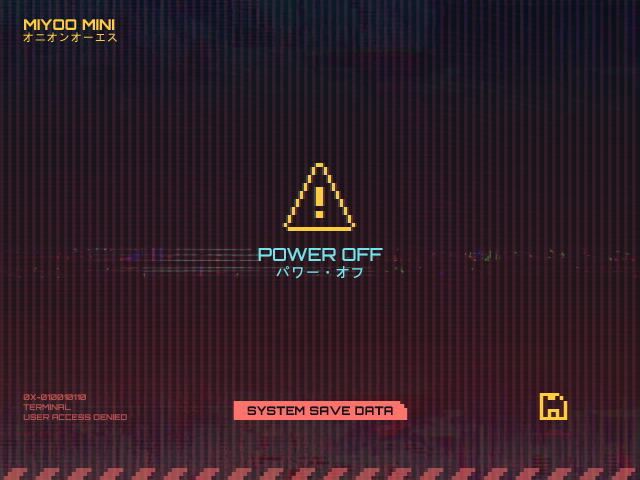 MIYOO MINI
オニオンオーエス
POWER OFF
パワー・オフ
0X-010010110
TERMINAL
USER ACCESS DENIED
SYSTEM SAVE DATA